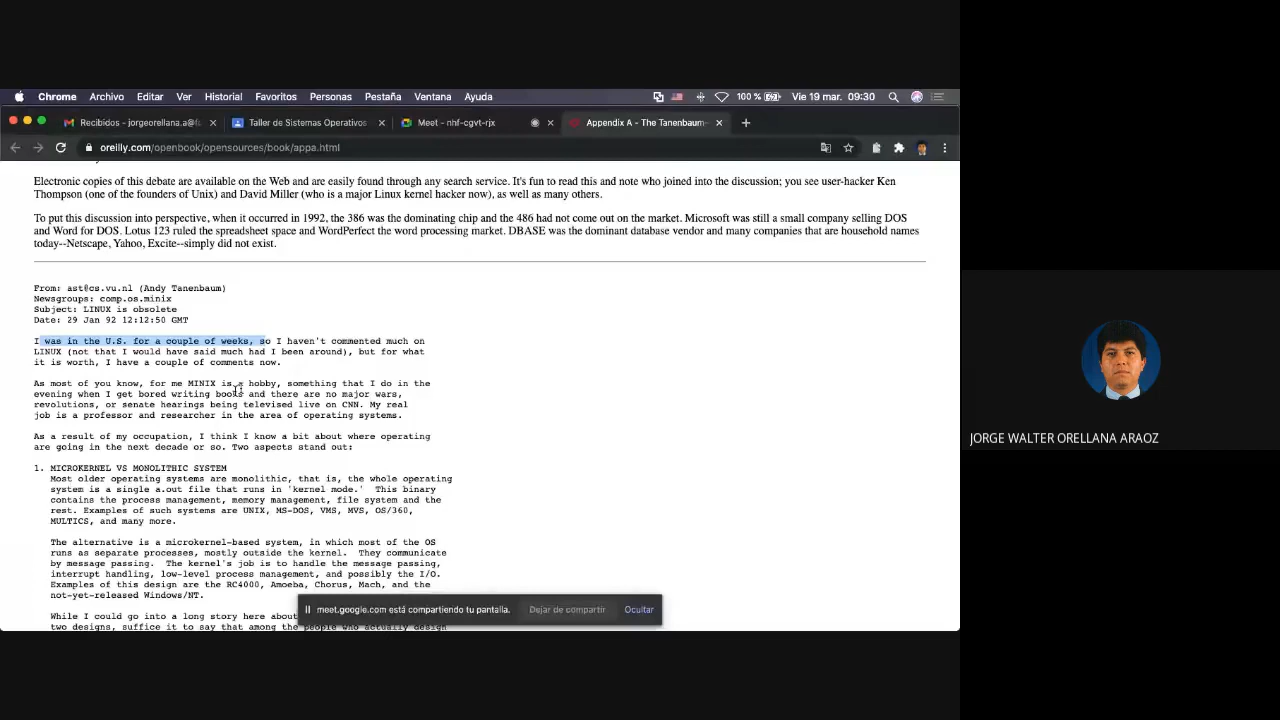 Chrome Archivo Editar Ver Historial Favoritos Personas Pestaña Ventana Ayuda 100 % Vie 19 mar. 09:30
Recibidos - jorgeorellana.a@f Taller de Sistemas Operativos Meet - nhf-cgvt-rjx Appendix A - The Tanenbaum-
oreilly.com/openbook/opensources/book/appa.html
Electronic copies of this debate are available on the Web and are easily found through any search service. It's fun to read this and note who joined into the discussion; you see user-hacker Ken
Thompson (one of the founders of Unix) and David Miller (who is a major Linux kernel hacker now), as well as many others.
To put this discussion into perspective, when it occurred in 1992, the 386 was the dominating chip and the 486 had not come out on the market. Microsoft was still a small company selling DOS
and Word for DOS. Lotus 123 ruled the spreadsheet space and WordPerfect the word processing market. DBASE was the dominant database vendor and many companies that are household names
today--Netscape, Yahoo, Excite--simply did not exist.
From: ast@cs.vu.nl (Andy Tanenbaum)
Newsgroups: comp.os.minix
Subject: LINUX is obsolete
Date: 29 Jan 92 12:12:50 GMT
I was in the U.S. for a couple of weeks, so I haven't commented much on
LINUX (not that I would have said much had I been around), but for what
it is worth, I have a couple of comments now.
As most of you know, for me MINIX is a hobby, something that I do in the
evening when I get bored writing books and there are no major wars,
revolutions, or senate hearings being televised live on CNN. My real
job is a professor and researcher in the area of operating systems.
As a result of my occupation, I think I know a bit about where operating
are going in the next decade or so. Two aspects stand out:
1. MICROKERNEL VS MONOLITHIC SYSTEM
Most older operating systems are monolithic, that is, the whole operating
system is a single a.out file that runs in 'kernel mode.' This binary
contains the process management, memory management, file system and the
rest. Examples of such systems are UNIX, MS-DOS, VMS, MVS, OS/360,
MULTICS, and many more.
The alternative is a microkernel-based system, in which most of the OS
runs as separate processes, mostly outside the kernel. They communicate
by message passing. The kernel's job is to handle the message passing,
interrupt handling, low-level process management, and possibly the I/O.
Examples of this design are the RC4000, Amoeba, Chorus, Mach, and the
not-yet-released Windows/NT.
While I could go into a long story here about
two designs, suffice it to say that among the people who actually design
meet.google.com está compartiendo tu pantalla. Dejar de compartir Ocultar
JORGE WALTER ORELLANA ARAOZ